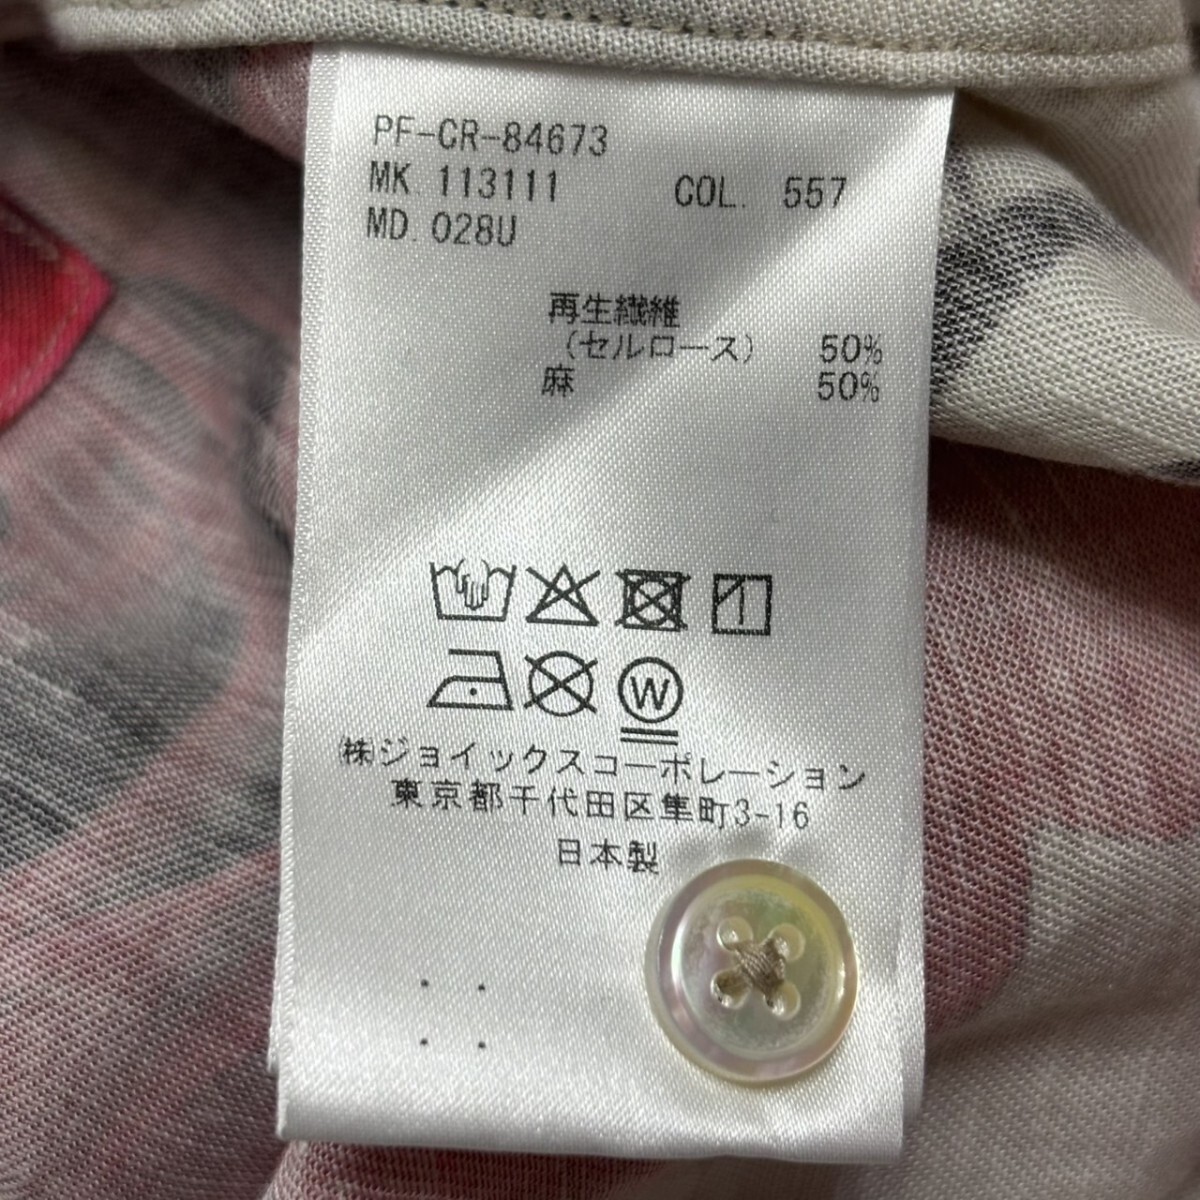 PF-CR-84673
MK 113111 COL. 557
MD. 028U
再生繊維
(セルロース) 50%
麻 50%
W
㈱ジョイックスコーポレーション
東京都千代田区隼町3-16
日本製